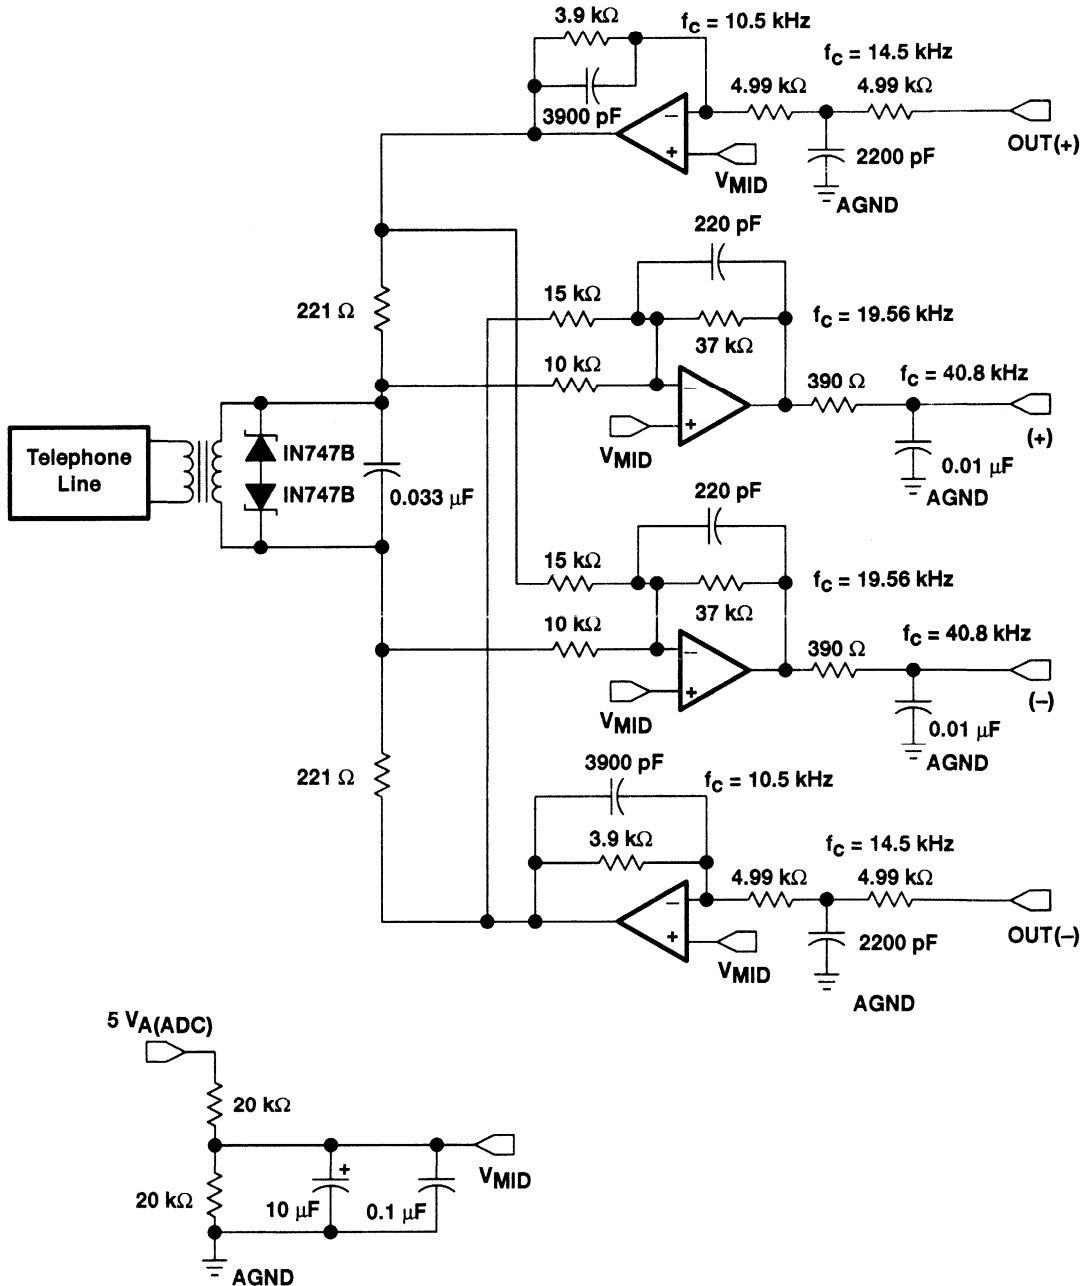 3.9 kΩ
fC = 10.5 kHz
fC = 14.5 kHz
4.99 kΩ
4.99 kΩ
3900 pF
−
+
OUT(+)
2200 pF
VMID
AGND
220 pF
221 Ω
15 kΩ
fC = 19.56 kHz
37 kΩ
10 kΩ
390 Ω
fC = 40.8 kHz
−
+
(+)
VMID
Telephone
Line
IN747B
IN747B
0.033 µF
0.01 µF
AGND
220 pF
15 kΩ
fC = 19.56 kHz
37 kΩ
10 kΩ
390 Ω
fC = 40.8 kHz
−
+
(–)
VMID
0.01 µF
AGND
221 Ω
3900 pF
fC = 10.5 kHz
3.9 kΩ
fC = 14.5 kHz
4.99 kΩ
4.99 kΩ
−
+
OUT(–)
2200 pF
VMID
AGND
5 VA(ADC)
20 kΩ
+
VMID
20 kΩ
10 µF
0.1 µF
AGND